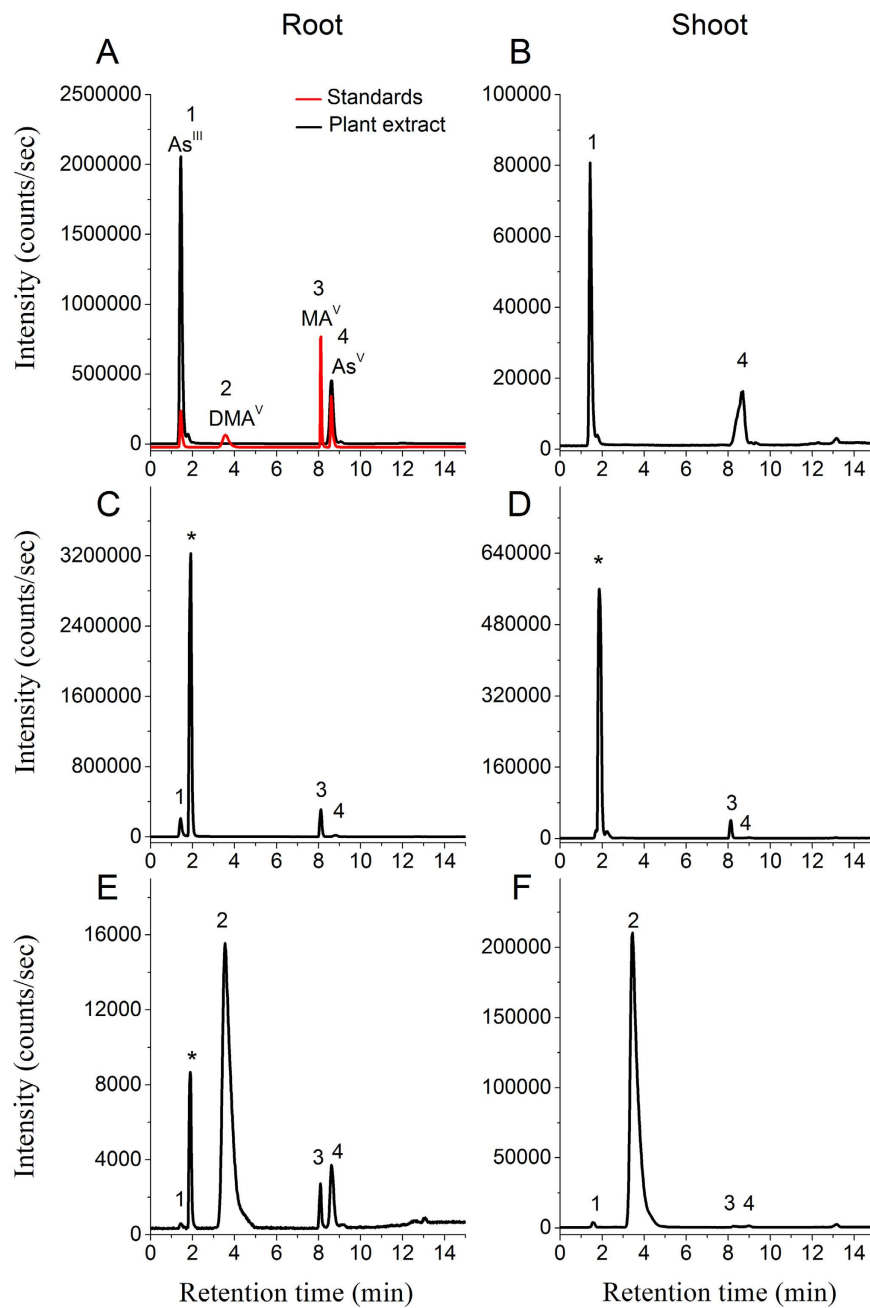 Root
Shoot
A
B
Intensity (counts/sec)
2500000
2000000
1500000
1000000
500000
0
1
As^III
Standards
Plant extract
2
DMA^V
3
MA^V
4
As^V
0 2 4 6 8 10 12 14
100000
80000
60000
40000
20000
0
1
4
0 2 4 6 8 10 12 14
C
D
Intensity (counts/sec)
3200000
2400000
1600000
800000
0
*
1
3
4
0 2 4 6 8 10 12 14
640000
480000
320000
160000
0
*
3
4
0 2 4 6 8 10 12 14
E
F
Intensity (counts/sec)
16000
12000
8000
4000
0
2
*
1
3 4
0 2 4 6 8 10 12 14
Retention time (min)
200000
150000
100000
50000
0
2
1
3 4
0 2 4 6 8 10 12 14
Retention time (min)